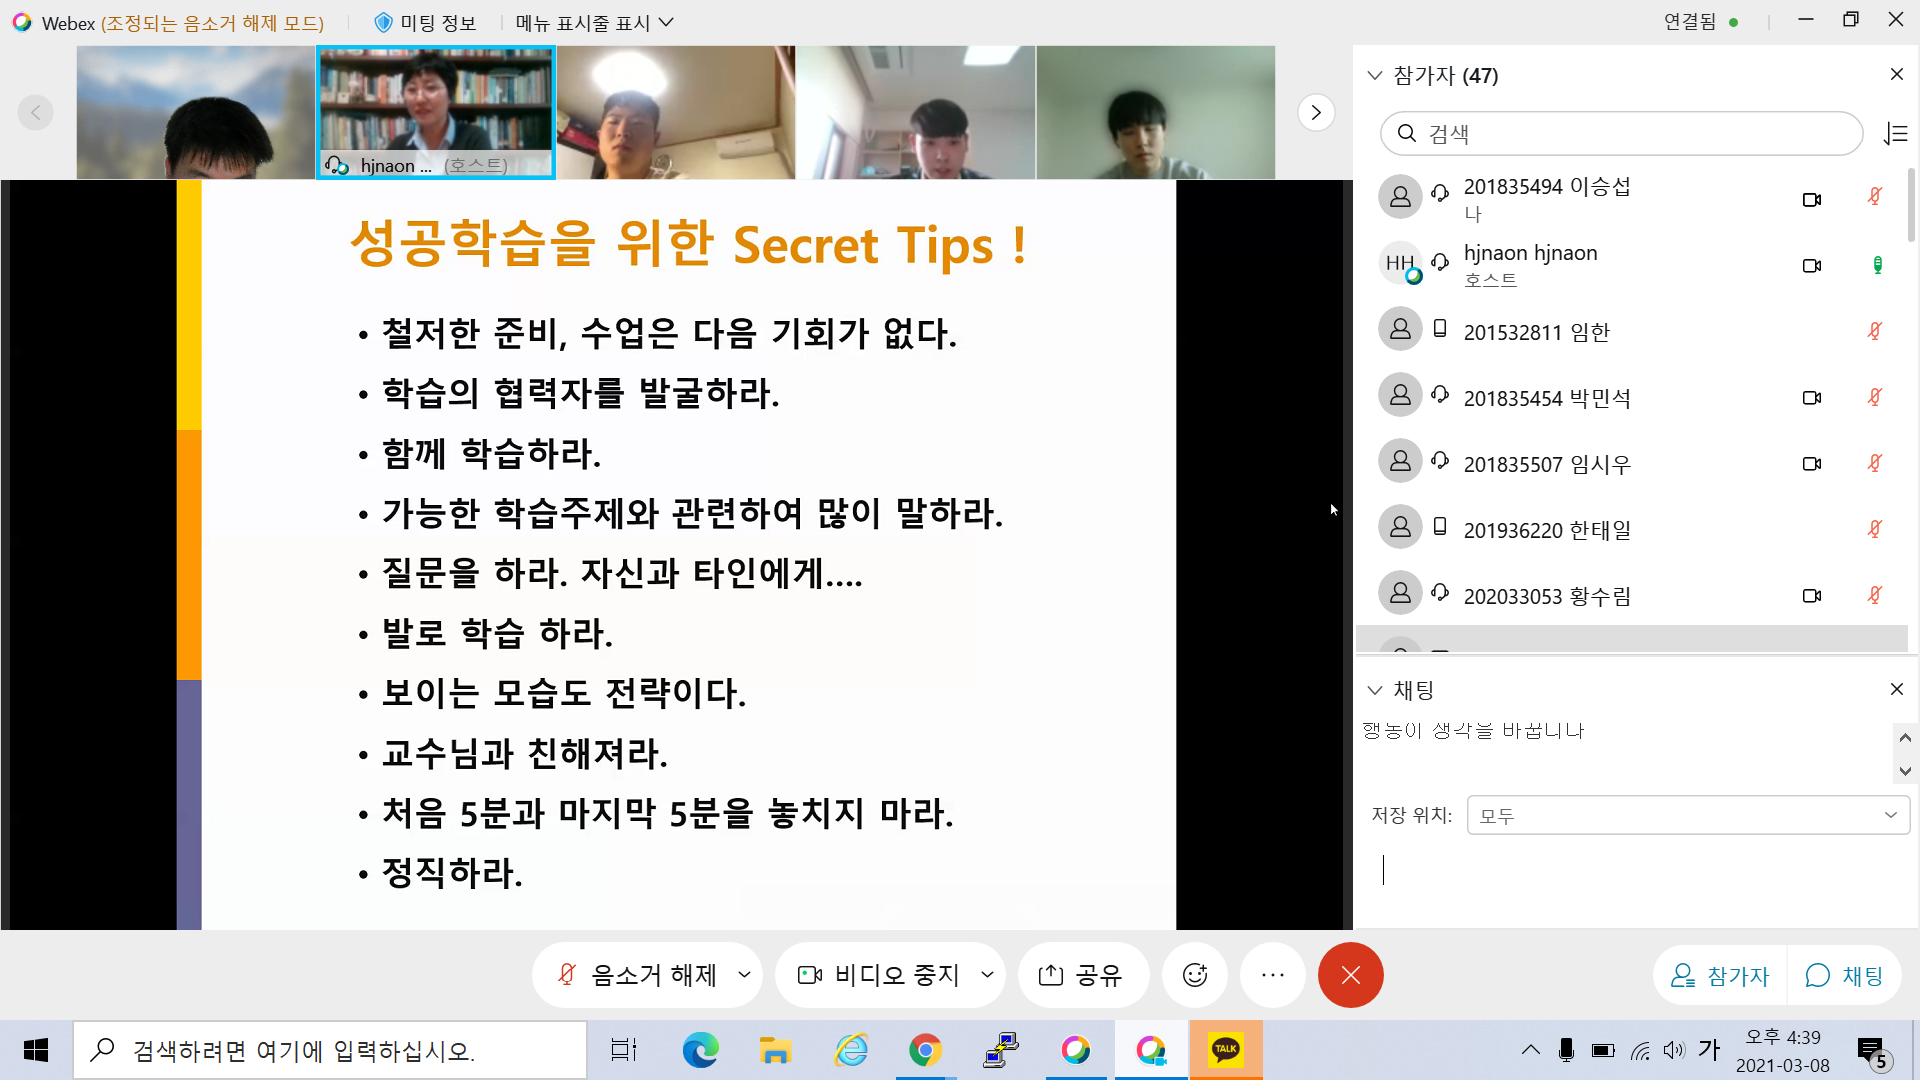 Webex (조정되는 음소거 해제 모드)
미팅 정보
메뉴 표시줄 표시
연결됨
hjnaon ... (호스트)
성공학습을 위한 Secret Tips !
• 철저한 준비, 수업은 다음 기회가 없다.
• 학습의 협력자를 발굴하라.
• 함께 학습하라.
• 가능한 학습주제와 관련하여 많이 말하라.
• 질문을 하라. 자신과 타인에게....
• 발로 학습 하라.
• 보이는 모습도 전략이다.
• 교수님과 친해져라.
• 처음 5분과 마지막 5분을 놓치지 마라.
• 정직하라.
참가자 (47)
검색
201835494 이승섭
나
HH
hjnaon hjnaon
호스트
201532811 임한
201835454 박민석
201835507 임시우
201936220 한태일
202033053 황수림
채팅
행동이 생각을 바꿉니다
저장 위치:
모두
음소거 해제
비디오 중지
공유
참가자
채팅
검색하려면 여기에 입력하십시오.
TALK
가
오후 4:39
2021-03-08
5